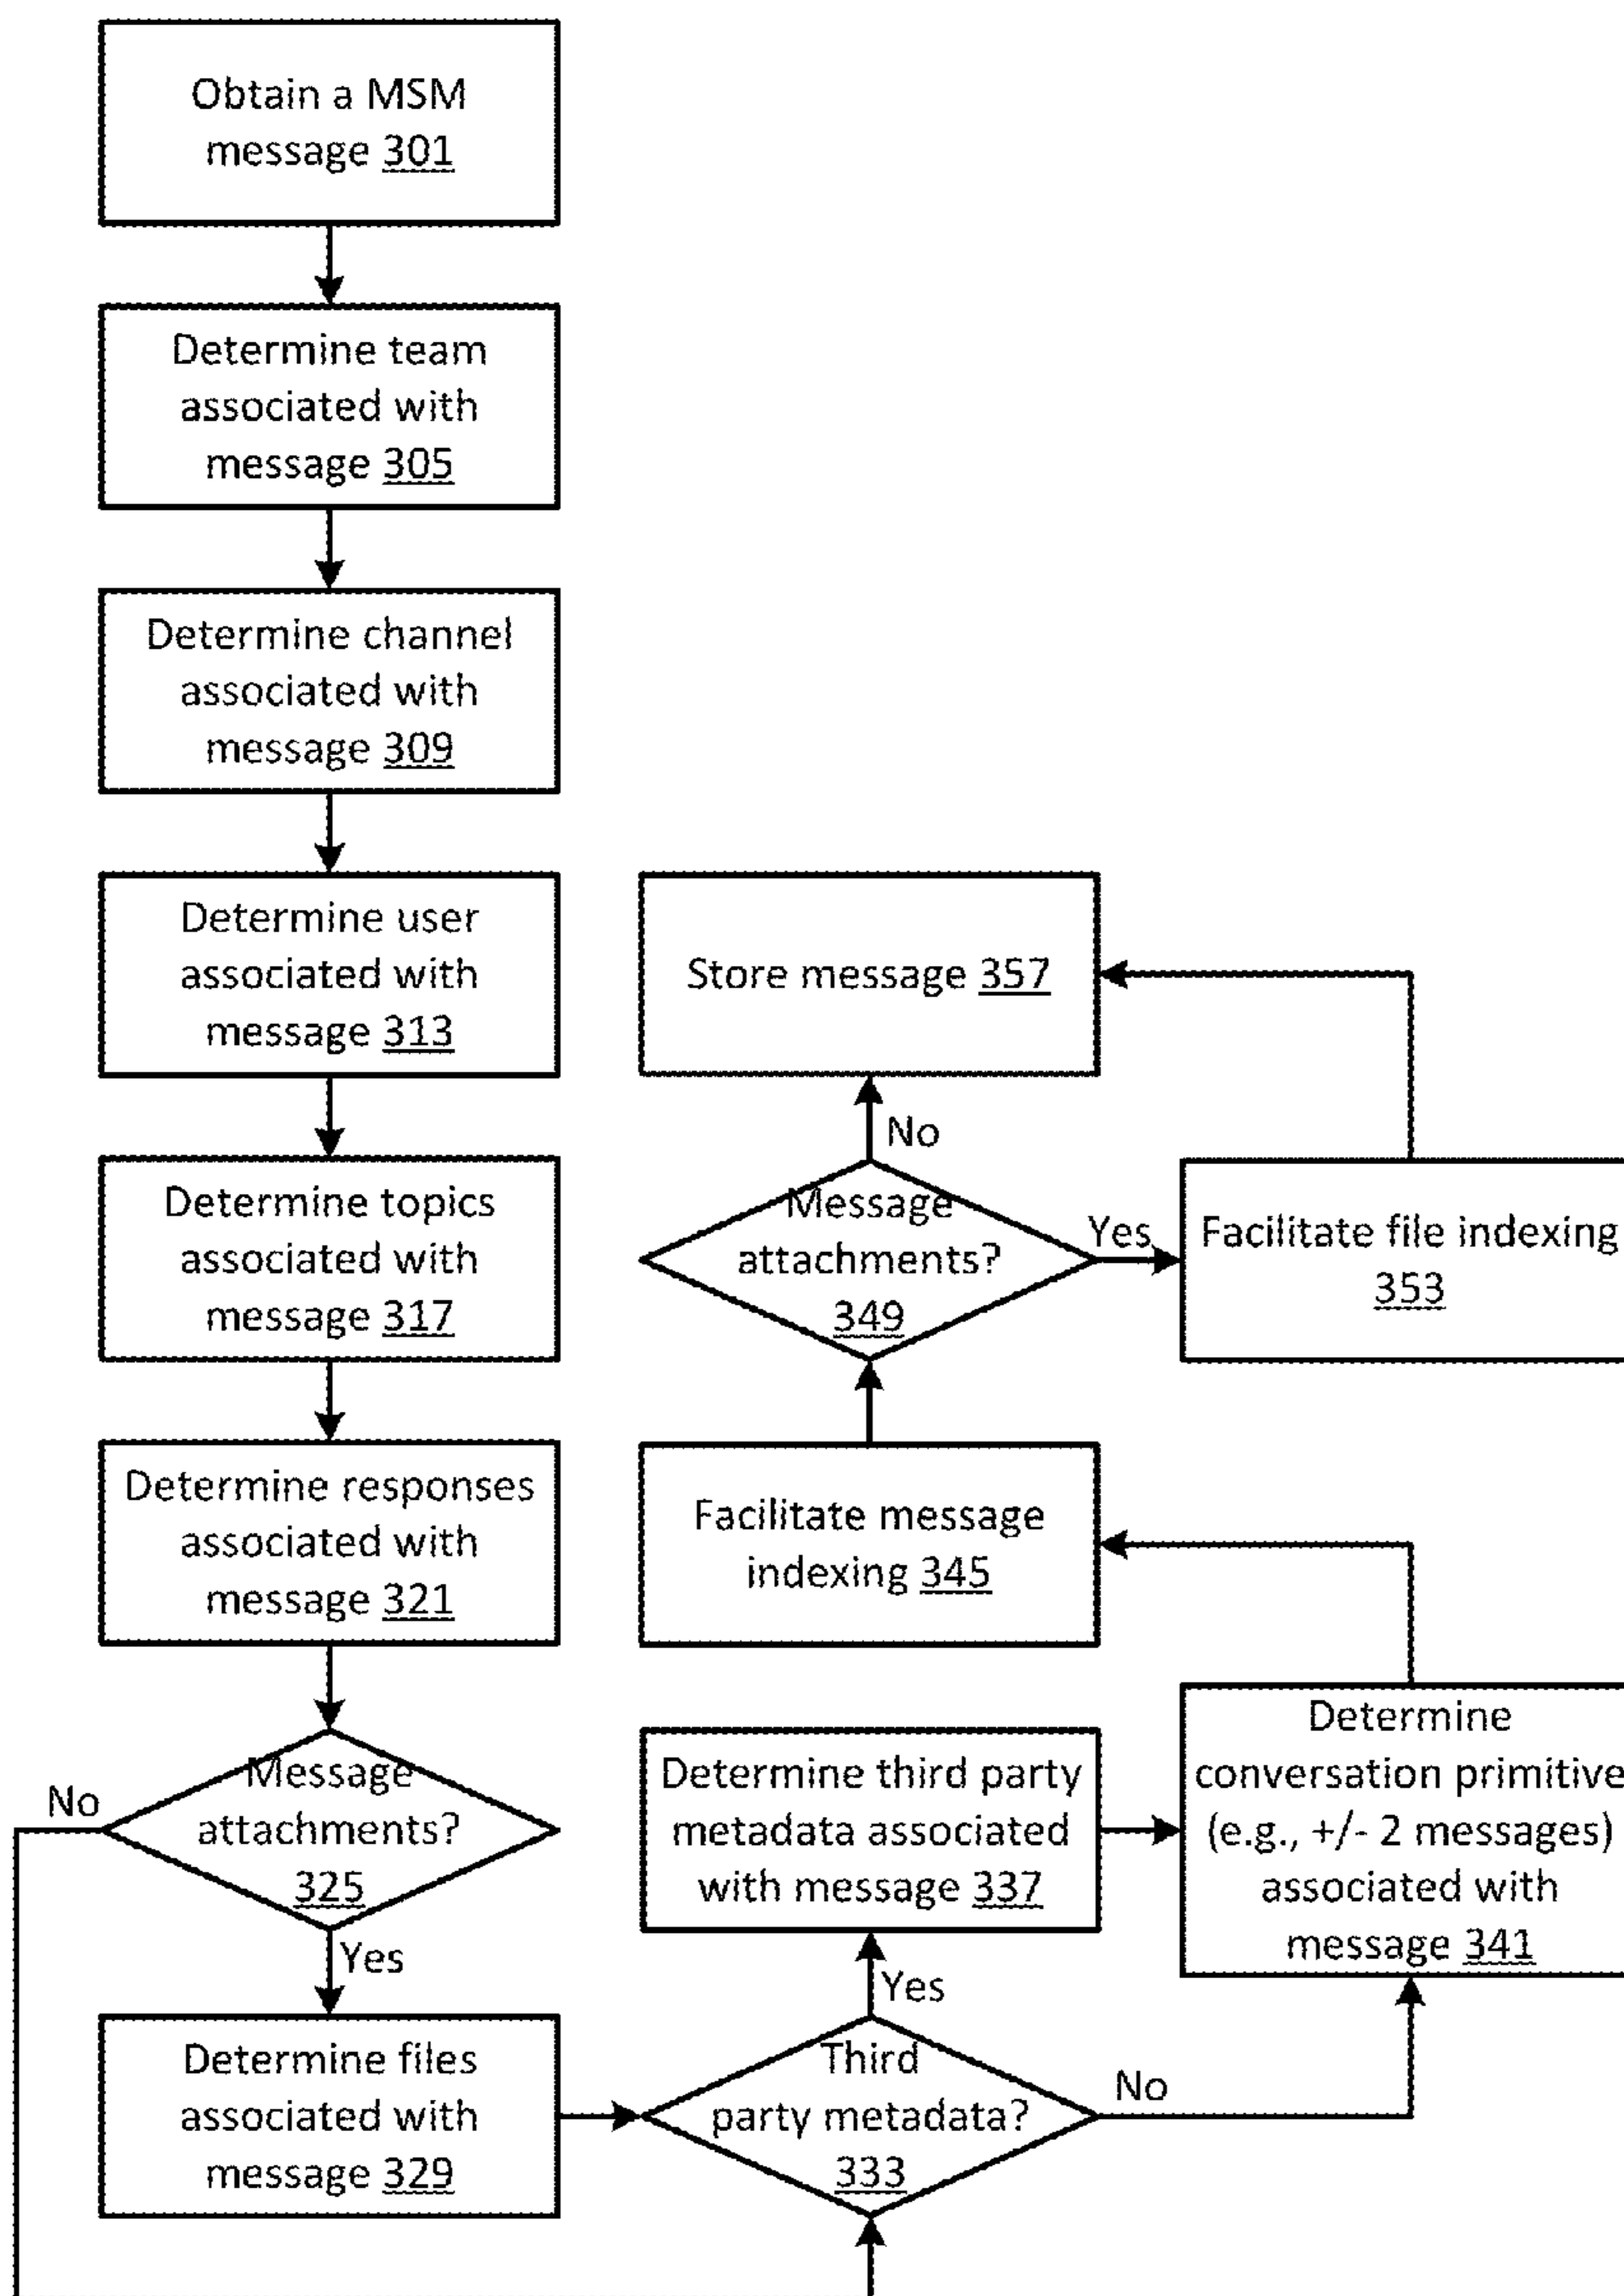 Obtain a MSM
message 301
Determine team
associated with
message 305
Determine channel
associated with
message 309
Determine user
associated with
message 313
Determine topics
associated with
message 317
Determine responses
associated with
message 321
Message
attachments?
325
No
Yes
Determine files
associated with
message 329
Third
party metadata?
333
Yes
No
Determine third party
metadata associated
with message 337
Determine
conversation primitive
(e.g., +/- 2 messages)
associated with
message 341
Facilitate message
indexing 345
Message
attachments?
349
No
Yes
Facilitate file indexing
353
Store message 357